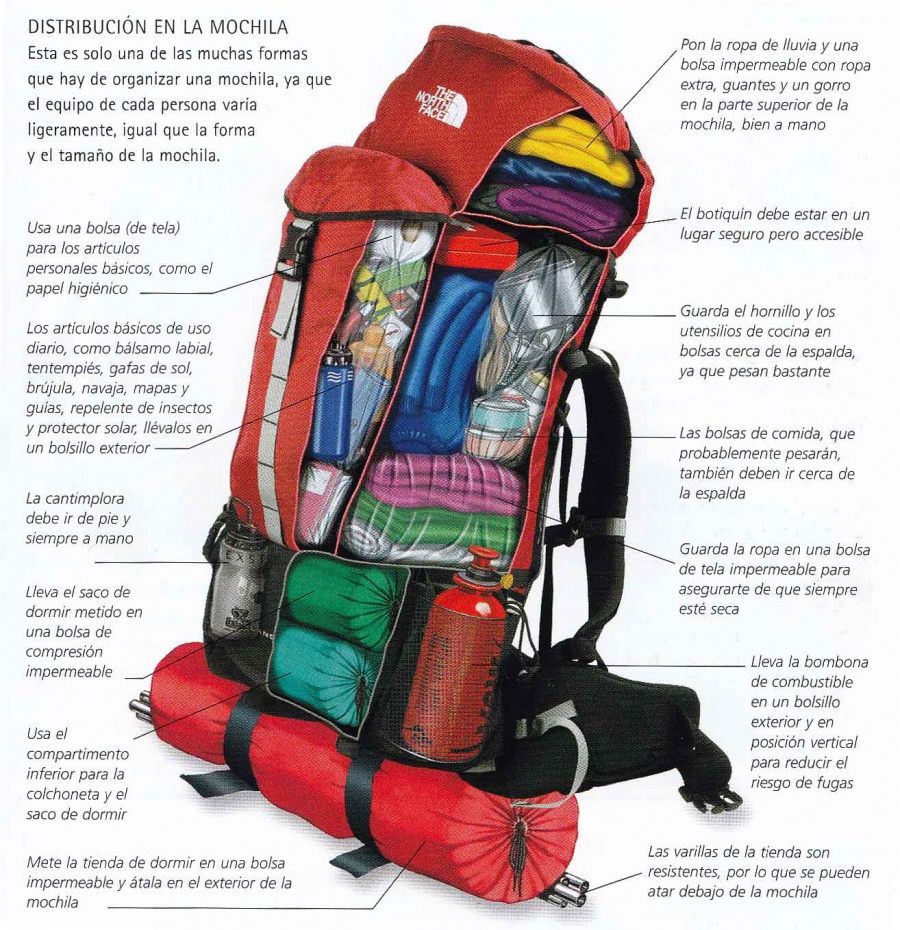 DISTRIBUCIÓN EN LA MOCHILA
Esta es solo una de las muchas formas
que hay de organizar una mochila, ya que
el equipo de cada persona varía
ligeramente, igual que la forma
y el tamaño de la mochila.
THE
NORTH
FACE
Pon la ropa de lluvia y una
bolsa impermeable con ropa
extra, guantes y un gorro
en la parte superior de la
mochila, bien a mano
El botiquín debe estar en un
lugar seguro pero accesible
Guarda el hornillo y los
utensilios de cocina en
bolsas cerca de la espalda,
ya que pesan bastante
Las bolsas de comida, que
probablemente pesarán,
también deben ir cerca de
la espalda
Guarda la ropa en una bolsa
de tela impermeable para
asegurarte de que siempre
esté seca
Lleva la bombona
de combustible
en un bolsillo
exterior y en
posición vertical
para reducir el
riesgo de fugas
Las varillas de la tienda son
resistentes, por lo que se pueden
atar debajo de la mochila
Usa una bolsa (de tela)
para los artículos
personales básicos, como el
papel higiénico
Los artículos básicos de uso
diario, como bálsamo labial,
tentempiés, gafas de sol,
brújula, navaja, mapas y
guías, repelente de insectos
y protector solar, llévalos en
un bolsillo exterior
La cantimplora
debe ir de pie y
siempre a mano
Lleva el saco de
dormir metido en
una bolsa de
compresión
impermeable
Usa el
compartimento
inferior para la
colchoneta y el
saco de dormir
Mete la tienda de dormir en una bolsa
impermeable y átala en el exterior de la
mochila